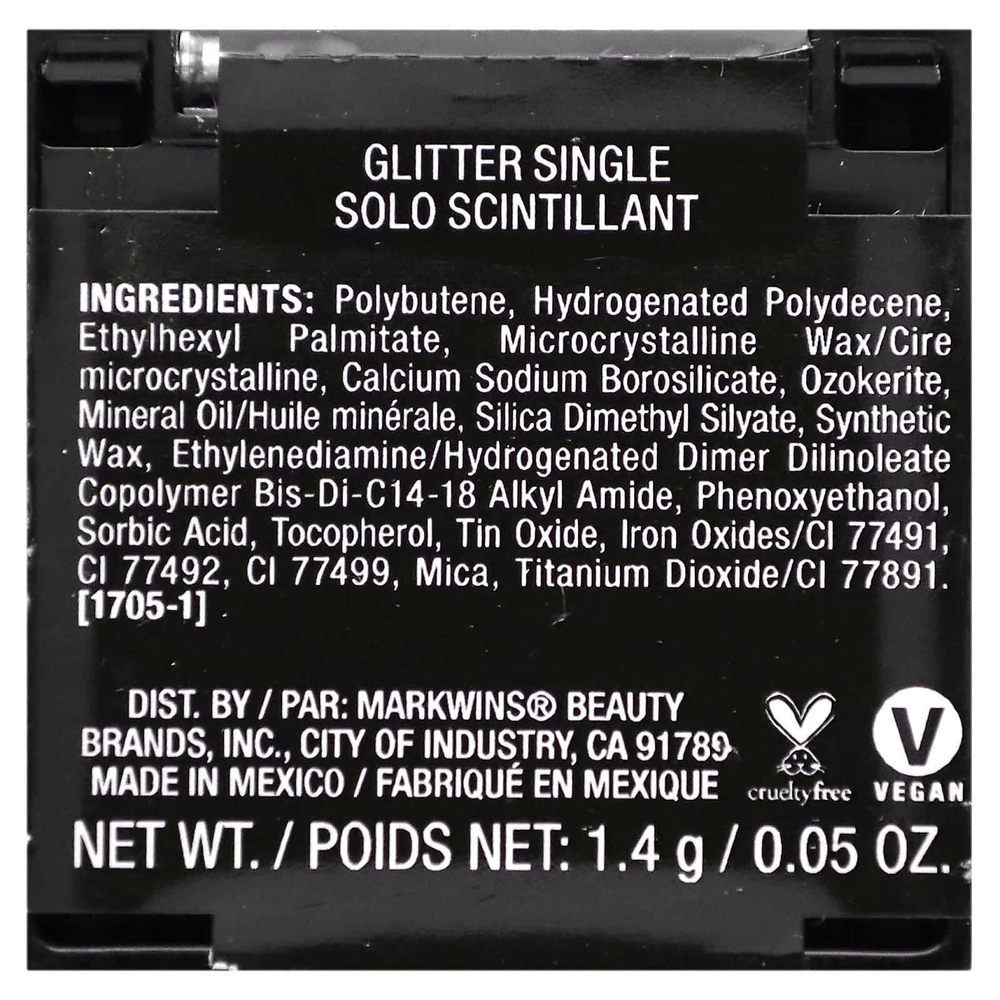 GLITTER SINGLE
SOLO SCINTILLANT
INGREDIENTS: Polybutene, Hydrogenated Polydecene,
Ethylhexyl Palmitate, Microcrystalline Wax/Cire
microcrystalline, Calcium Sodium Borosilicate, Ozokerite,
Mineral Oil/Huile minérale, Silica Dimethyl Silyate, Synthetic
Wax, Ethylenediamine/Hydrogenated Dimer Dilinoleate
Copolymer Bis-Di-C14-18 Alkyl Amide, Phenoxyethanol,
Sorbic Acid, Tocopherol, Tin Oxide, Iron Oxides/CI 77491,
CI 77492, CI 77499, Mica, Titanium Dioxide/CI 77891.
[1705-1]
DIST. BY / PAR: MARKWINS® BEAUTY
BRANDS, INC., CITY OF INDUSTRY, CA 91789
MADE IN MEXICO / FABRIQUÉ EN MEXIQUE
crueltyfree
V
VEGAN
NET WT. / POIDS NET: 1.4 g / 0.05 OZ.